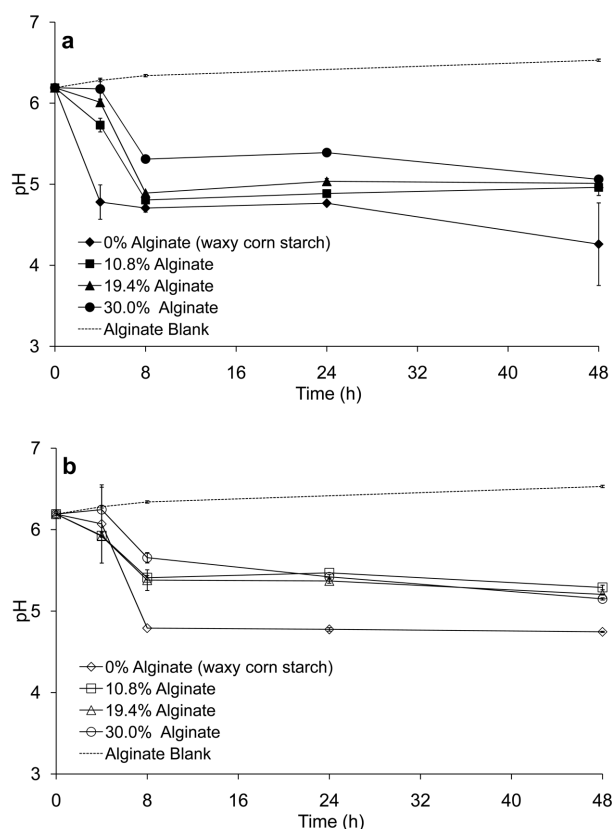 a
7
6
5
4
3
pH
0% Alginate (waxy corn starch)
10.8% Alginate
19.4% Alginate
30.0% Alginate
Alginate Blank
0 8 16 24 32 40 48
Time (h)
b
7
6
5
4
3
pH
0% Alginate (waxy corn starch)
10.8% Alginate
19.4% Alginate
30.0% Alginate
Alginate Blank
0 8 16 24 32 40 48
Time (h)